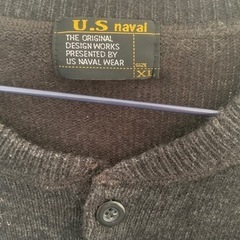 U.S naval
THE ORIGINAL
DESIGN WORKS
PRESENTED BY
US NAVAL WEAR
SIZE
XL